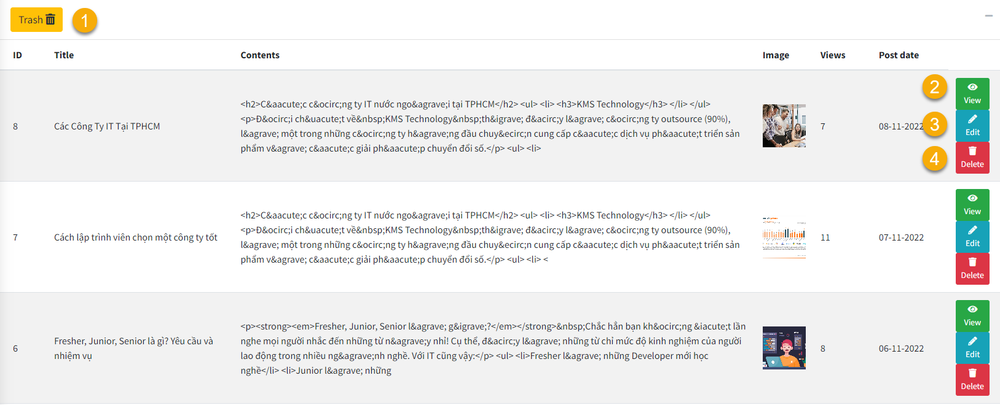 Trash 1
ID Title Contents Image Views Post date
8 Các Công Ty IT Tại TPHCM
<h2>C&aacute;c c&ocirc;ng ty IT nước ngo&agrave;i tại TPHCM</h2> <ul> <li> <h3>KMS Technology</h3> </li> </ul>
<p>Đ&ocirc;i ch&uacute;t về&nbsp;KMS Technology&nbsp;th&igrave; đ&acirc;y l&agrave; c&ocirc;ng ty outsource (90%),
l&agrave; một trong những c&ocirc;ng ty h&agrave;ng đầu chuy&ecirc;n cung cấp c&aacute;c dịch vụ ph&aacute;t triển sản
phẩm v&agrave; c&aacute;c giải ph&aacute;p chuyển đổi số.</p> <ul> <li>
7 08-11-2022
2 View
3 Edit
4 Delete
7 Cách lập trình viên chọn một công ty tốt
<h2>C&aacute;c c&ocirc;ng ty IT nước ngo&agrave;i tại TPHCM</h2> <ul> <li> <h3>KMS Technology</h3> </li> </ul>
<p>Đ&ocirc;i ch&uacute;t về&nbsp;KMS Technology&nbsp;th&igrave; đ&acirc;y l&agrave; c&ocirc;ng ty outsource (90%),
l&agrave; một trong những c&ocirc;ng ty h&agrave;ng đầu chuy&ecirc;n cung cấp c&aacute;c dịch vụ ph&aacute;t triển sản
phẩm v&agrave; c&aacute;c giải ph&aacute;p chuyển đổi số.</p> <ul> <li> <
11 07-11-2022
View
Edit
Delete
6 Fresher, Junior, Senior là gì? Yêu cầu và
nhiệm vụ
<p><strong><em>Fresher, Junior, Senior l&agrave; g&igrave;?</em></strong>&nbsp;Chắc hẳn bạn kh&ocirc;ng &iacute;t lần
nghe mọi người nhắc đến những từ n&agrave;y nhỉ! Cụ thể, đ&acirc;y l&agrave; những từ chỉ mức độ kinh nghiệm của người
lao động trong nhiều ng&agrave;nh nghề. Với IT cũng vậy:</p> <ul> <li>Fresher l&agrave; những Developer mới học
nghề</li> <li>Junior l&agrave; những
8 06-11-2022
View
Edit
Delete